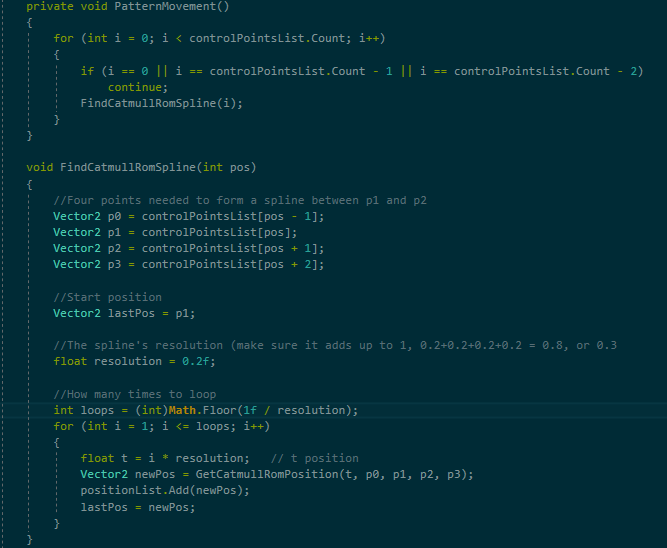 private void PatternMovement()
{
for (int i = 0; i < controlPointsList.Count; i++)
{
if (i == 0 || i == controlPointsList.Count - 1 || i == controlPointsList.Count - 2)
continue;
FindCatmullRomSpline(i);
}
}
void FindCatmullRomSpline(int pos)
{
//Four points needed to form a spline between p1 and p2
Vector2 p0 = controlPointsList[pos - 1];
Vector2 p1 = controlPointsList[pos];
Vector2 p2 = controlPointsList[pos + 1];
Vector2 p3 = controlPointsList[pos + 2];
//Start position
Vector2 lastPos = p1;
//The spline's resolution (make sure it adds up to 1, 0.2+0.2+0.2+0.2 = 0.8, or 0.3
float resolution = 0.2f;
//How many times to loop
int loops = (int)Math.Floor(1f / resolution);
for (int i = 1; i <= loops; i++)
{
float t = i * resolution;   // t position
Vector2 newPos = GetCatmullRomPosition(t, p0, p1, p2, p3);
positionList.Add(newPos);
lastPos = newPos;
}
}